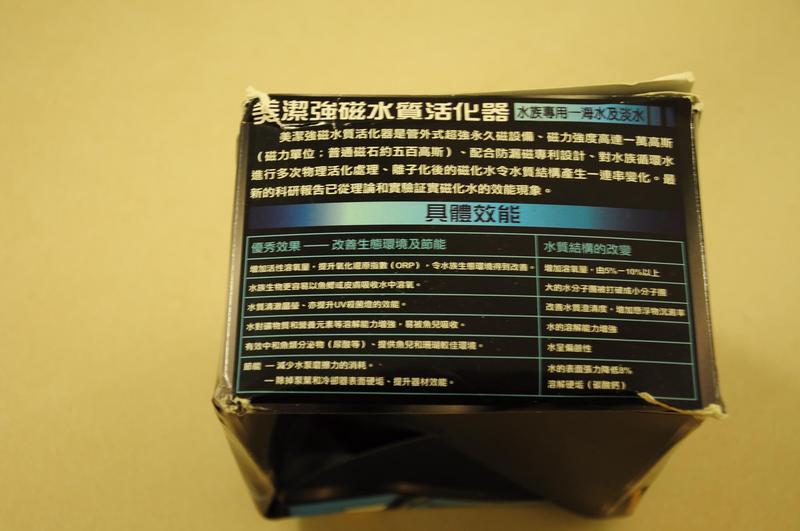 美潔強磁水質活化器 水族專用—海水及淡水
美潔強磁水質活化器是管外式超強永久磁設備、磁力強度高達一萬高斯
（磁力單位：普通磁石約五百高斯）、配合防漏磁專利設計、對水族循環水
進行多次物理活化處理、離子化後的磁化水令水質結構產生一連串變化。最
新的科研報告已從理論和實驗証實磁化水的效能現象。
具體效能
優秀效果 —— 改善生態環境及節能 水質結構的改變
增加活性溶氧量，提升氧化還原指數（ORP），令水族生態環境得到改善。 增加溶氧量，由5%－10%以上
水族生物更容易以魚鰓或皮膚吸收水中溶氧。 大的水分子團被打破成小分子團
水質清澈晶瑩、亦提升UV殺菌燈的效能。 改善水質澄清度，增加懸浮物沉澱率
水對礦物質和營養元素等溶解能力增強，易被魚兒吸收。 水的溶解能力增強
有效中和魚類分泌物（尿酸等）、提供魚兒和珊瑚較佳環境。 水呈偏鹼性
節能 — 減少水泵磨擦力的消耗。 水的表面張力降低8%
— 除掉泵葉和冷卻器表面硬垢、提升器材效能。 溶解硬垢（碳酸鈣）